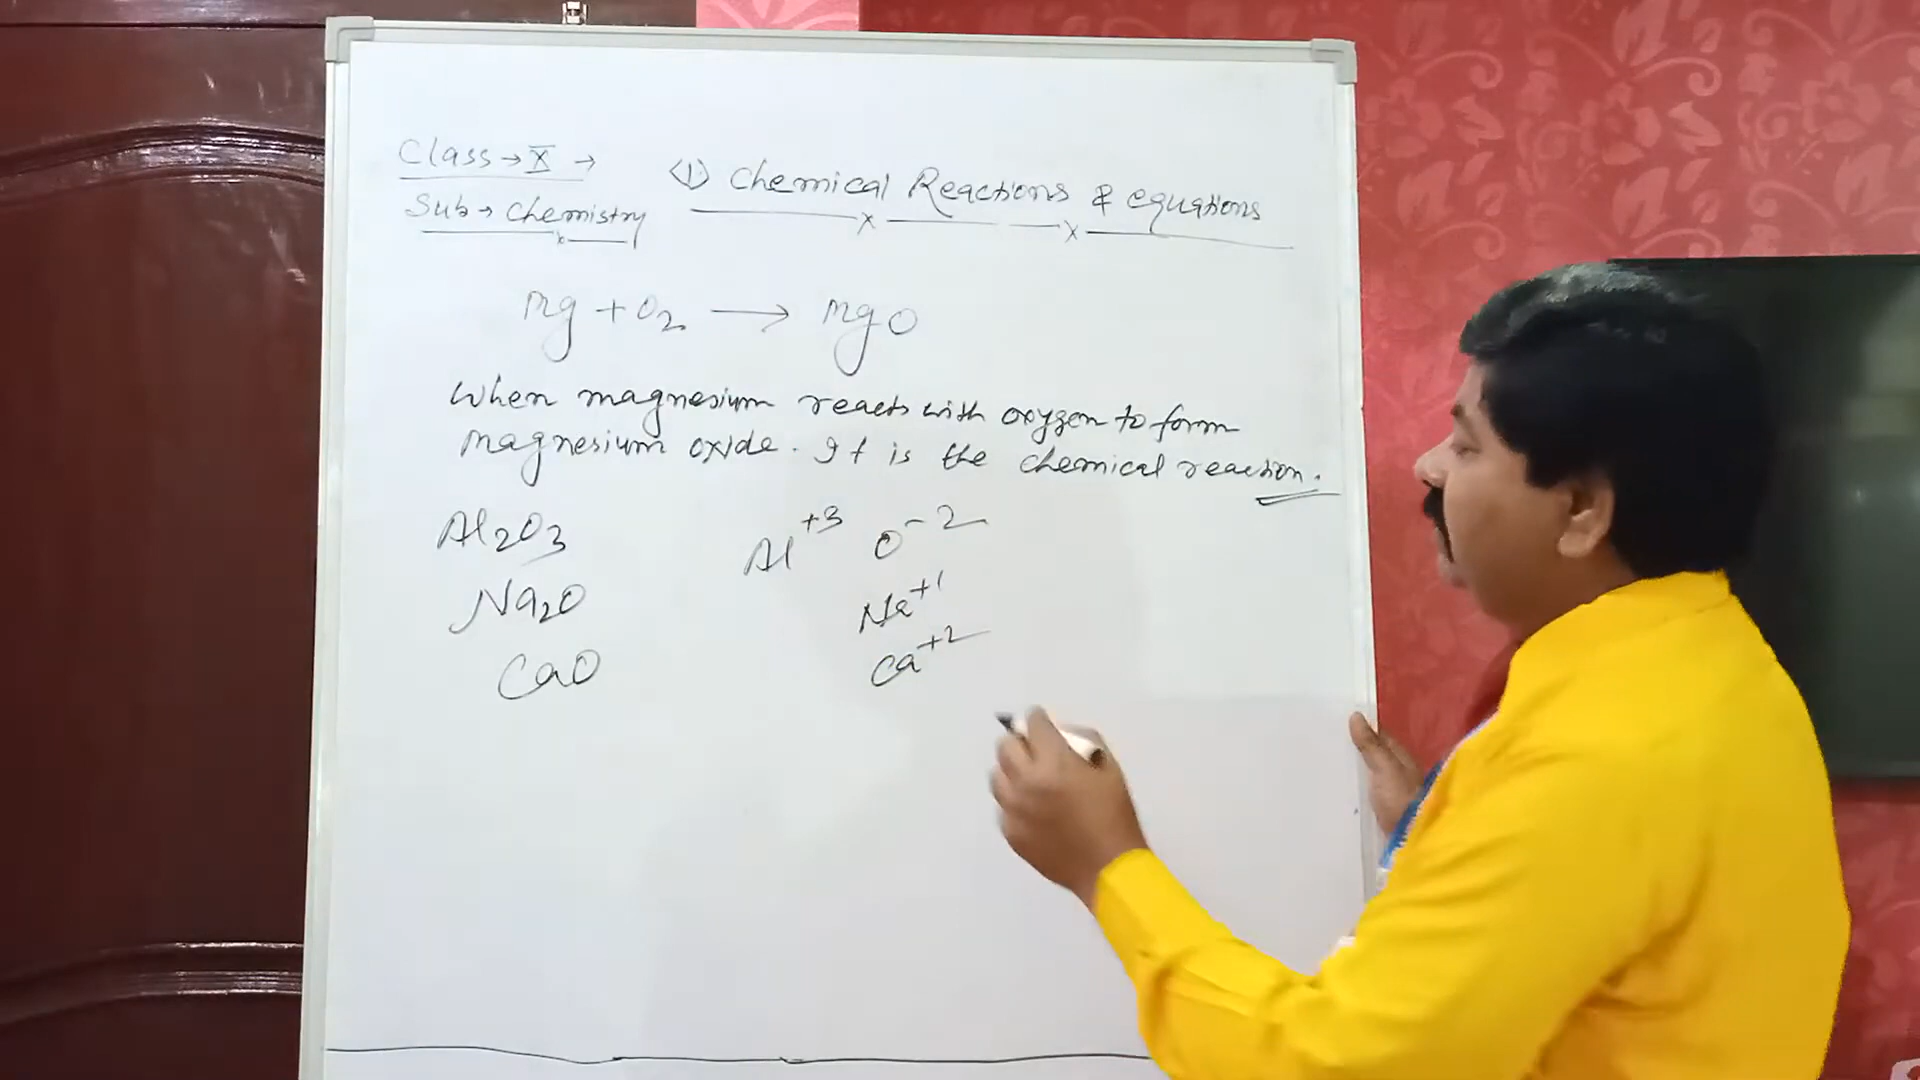 Class → X →
Sub → Chemistry
<1> Chemical Reactions & equations
Mg + O2 → MgO
When magnesium reacts with oxygen to form
magnesium oxide. It is the chemical reaction.
Al2O3
Al+3 O-2
Na2O
Na+1
CaO
Ca+2